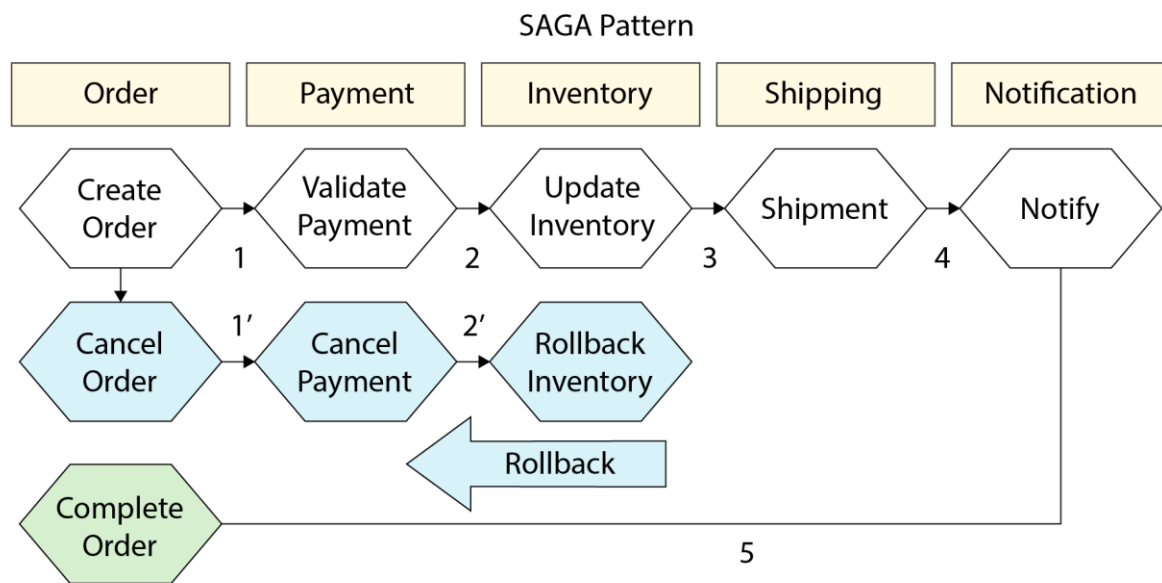 SAGA Pattern
Order
Payment
Inventory
Shipping
Notification
Create
Order
Validate
Payment
Update
Inventory
Shipment
Notify
1
2
3
4
Cancel
Order
1’
Cancel
Payment
2’
Rollback
Inventory
Rollback
Complete
Order
5